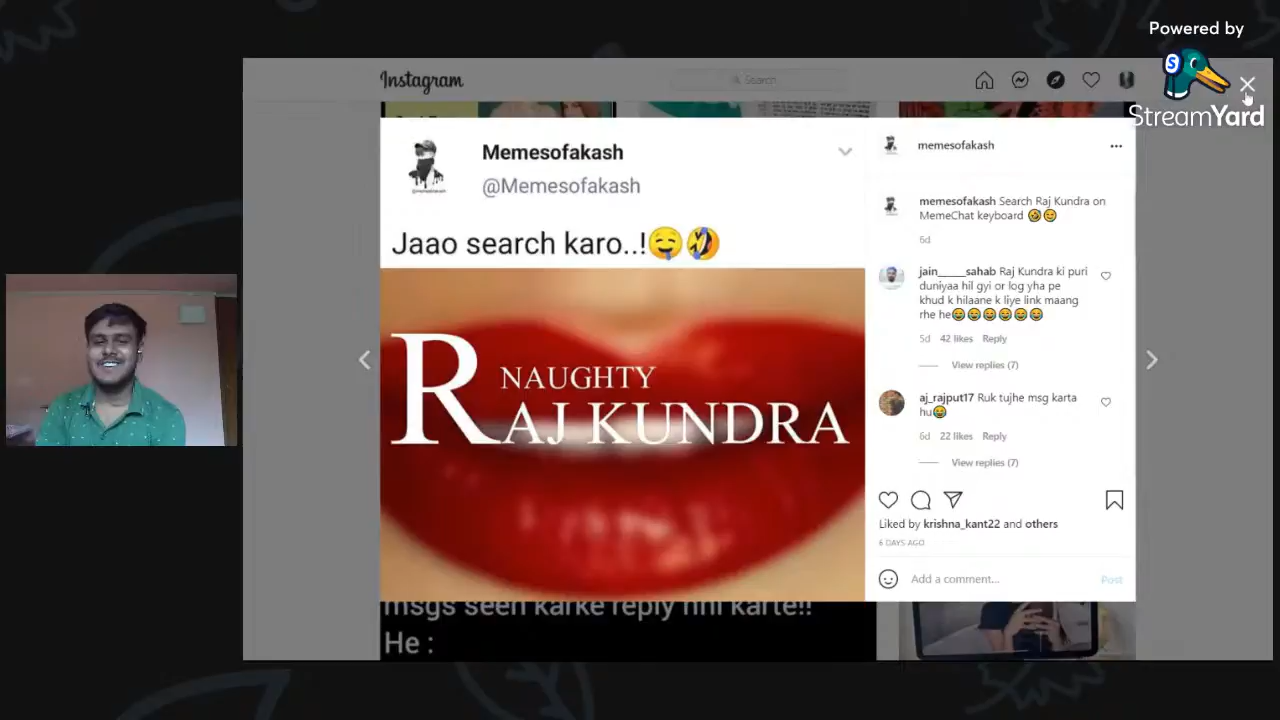 Powered by
StreamYard
Instagram
Search
Memesofakash
@Memesofakash
Jaao search karo..!🤤🤣
NAUGHTY
RAJ KUNDRA
memesofakash
memesofakash Search Raj Kundra on
MemeChat keyboard 🤣😊
6d
jain_____sahab Raj Kundra ki puri
duniyaa hil gyi or log yha pe
khud k hilaane k liye link maang
rhe he😂😂😂😂😂😂
5d 42 likes Reply
View replies (7)
aj_rajput17 Ruk tujhe msg karta
hu😂
6d 22 likes Reply
View replies (7)
Liked by krishna_kant22 and others
6 DAYS AGO
Add a comment...
Post
msgs seen karke reply nhi karte!!
He :